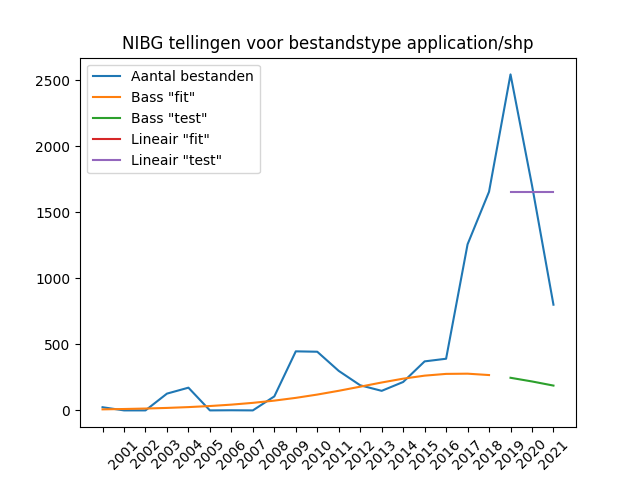 NIBG tellingen voor bestandstype application/shp
Aantal bestanden
Bass "fit"
Bass "test"
Lineair "fit"
Lineair "test"
2500
2000
1500
1000
500
0
2001 2002 2003 2004 2005 2006 2007 2008 2009 2010 2011 2012 2013 2014 2015 2016 2017 2018 2019 2020 2021